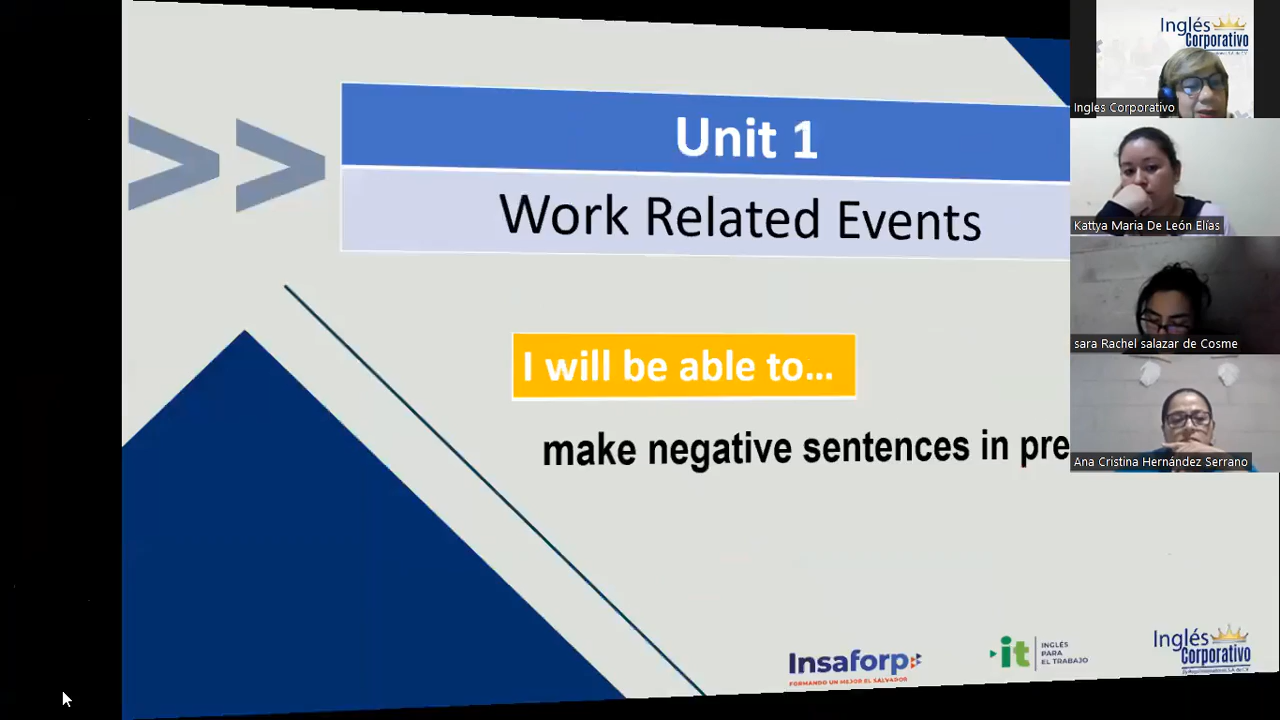 Unit 1
Work Related Events
I will be able to...
make negative sentences in pre
Insaforp
FORMANDO UN MEJOR EL SALVADOR
it
INGLÉS
PARA
EL TRABAJO
Inglés
Corporativo
Inglés
Corporativo
Ingles Corporativo
Kattya Maria De León Elías
sara Rachel salazar de Cosme
Ana Cristina Hernández Serrano